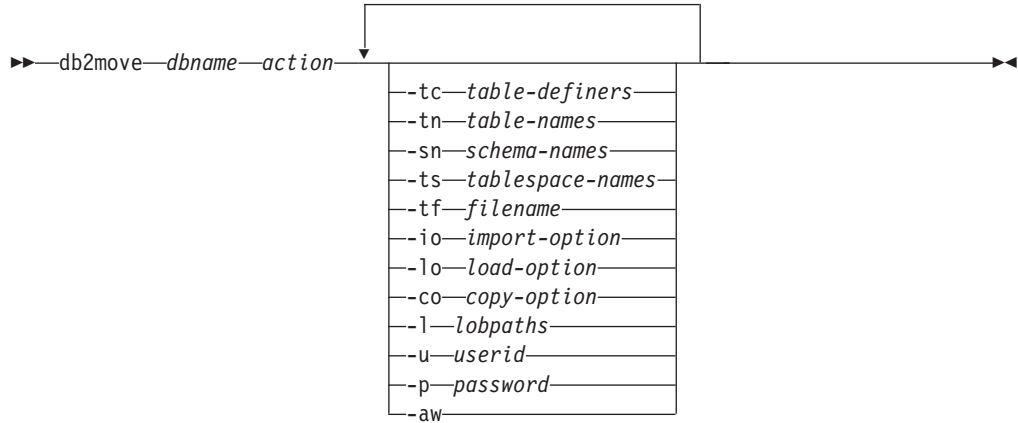 db2move dbname action
-tc table-definers
-tn table-names
-sn schema-names
-ts tablespace-names
-tf filename
-io import-option
-lo load-option
-co copy-option
-l lobpaths
-u userid
-p password
-aw